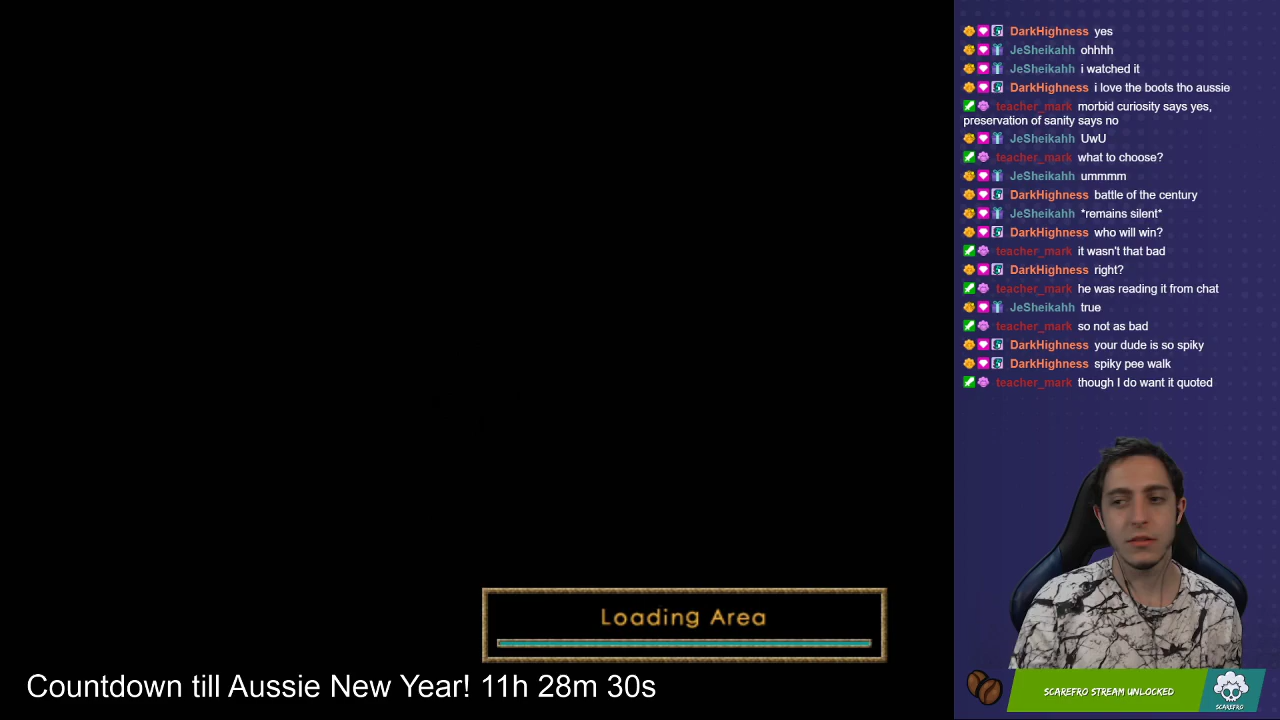 DarkHighness yes
JeSheikahh ohhhh
JeSheikahh i watched it
DarkHighness i love the boots tho aussie
teacher_mark morbid curiosity says yes,
preservation of sanity says no
JeSheikahh UwU
teacher_mark what to choose?
JeSheikahh ummmm
DarkHighness battle of the century
JeSheikahh *remains silent*
DarkHighness who will win?
teacher_mark it wasn't that bad
DarkHighness right?
teacher_mark he was reading it from chat
JeSheikahh true
teacher_mark so not as bad
DarkHighness your dude is so spiky
DarkHighness spiky pee walk
teacher_mark though I do want it quoted
Loading Area
Countdown till Aussie New Year! 11h 28m 30s
SCAREFRO STREAM UNLOCKED
SCAREFRO